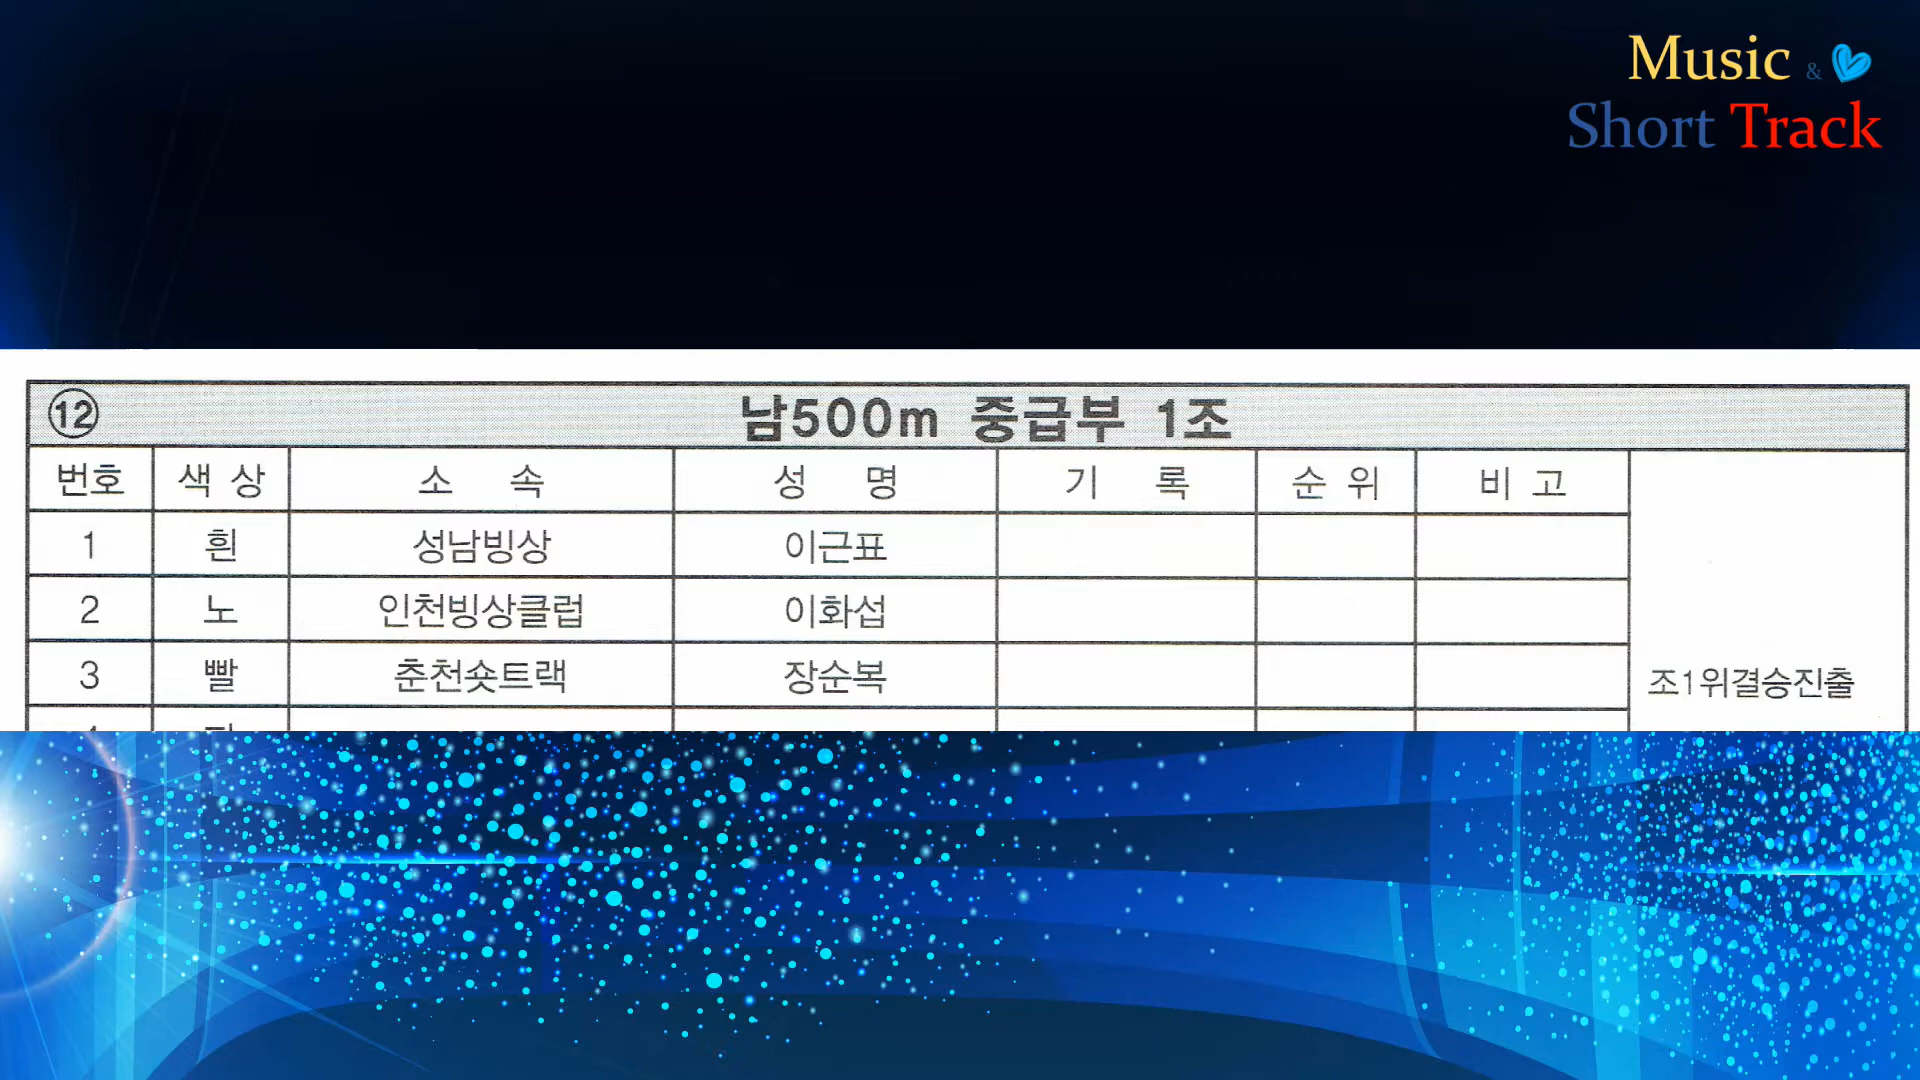 Music &
Short Track
⑫ 남500m 중급부 1조
번호 색 상 소 속 성 명 기 록 순 위 비 고
1 흰 성남빙상 이근표
2 노 인천빙상클럽 이화섭
3 빨 춘천숏트랙 장순복 조1위결승진출